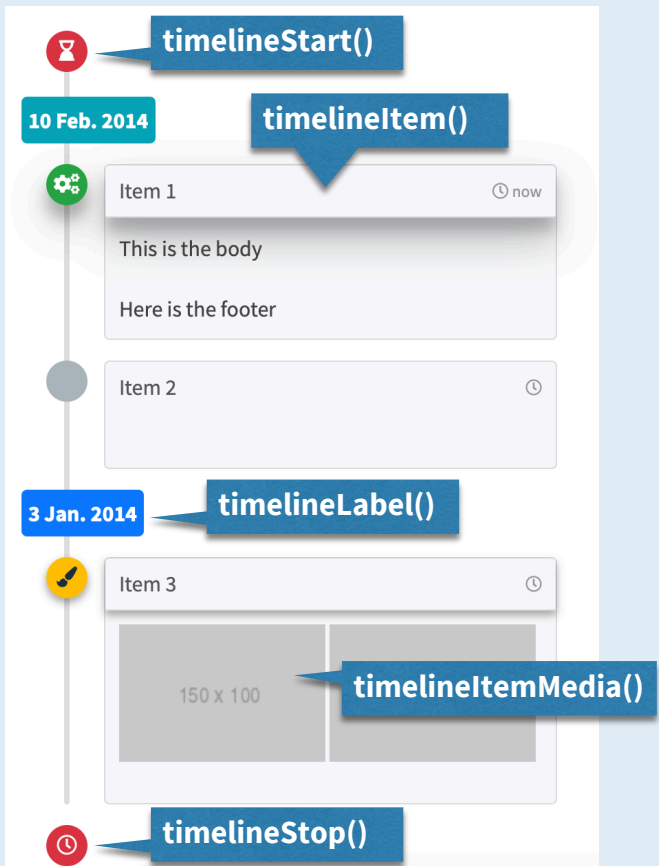 timelineStart()
10 Feb. 2014
timelineItem()
Item 1
now
This is the body
Here is the footer
Item 2
3 Jan. 2014
timelineLabel()
Item 3
150 x 100
timelineItemMedia()
timelineStop()